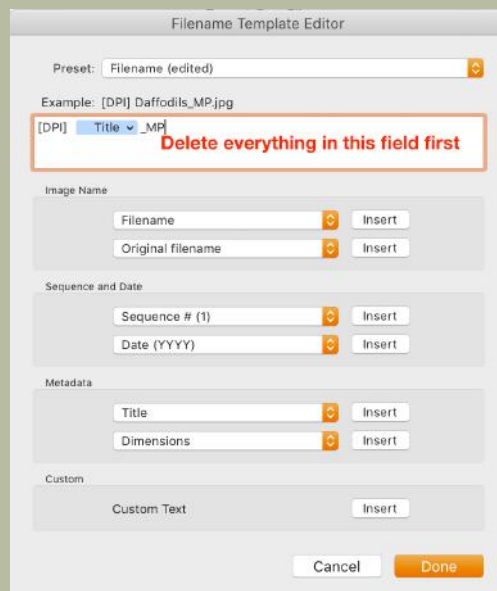 Filename Template Editor
Preset: Filename (edited)
Example: [DPI] Daffodils_MP.jpg
[DPI] Title _MP
Delete everything in this field first
Image Name
Filename Insert
Original filename Insert
Sequence and Date
Sequence # (1) Insert
Date (YYYY) Insert
Metadata
Title Insert
Dimensions Insert
Custom
Custom Text Insert
Cancel Done